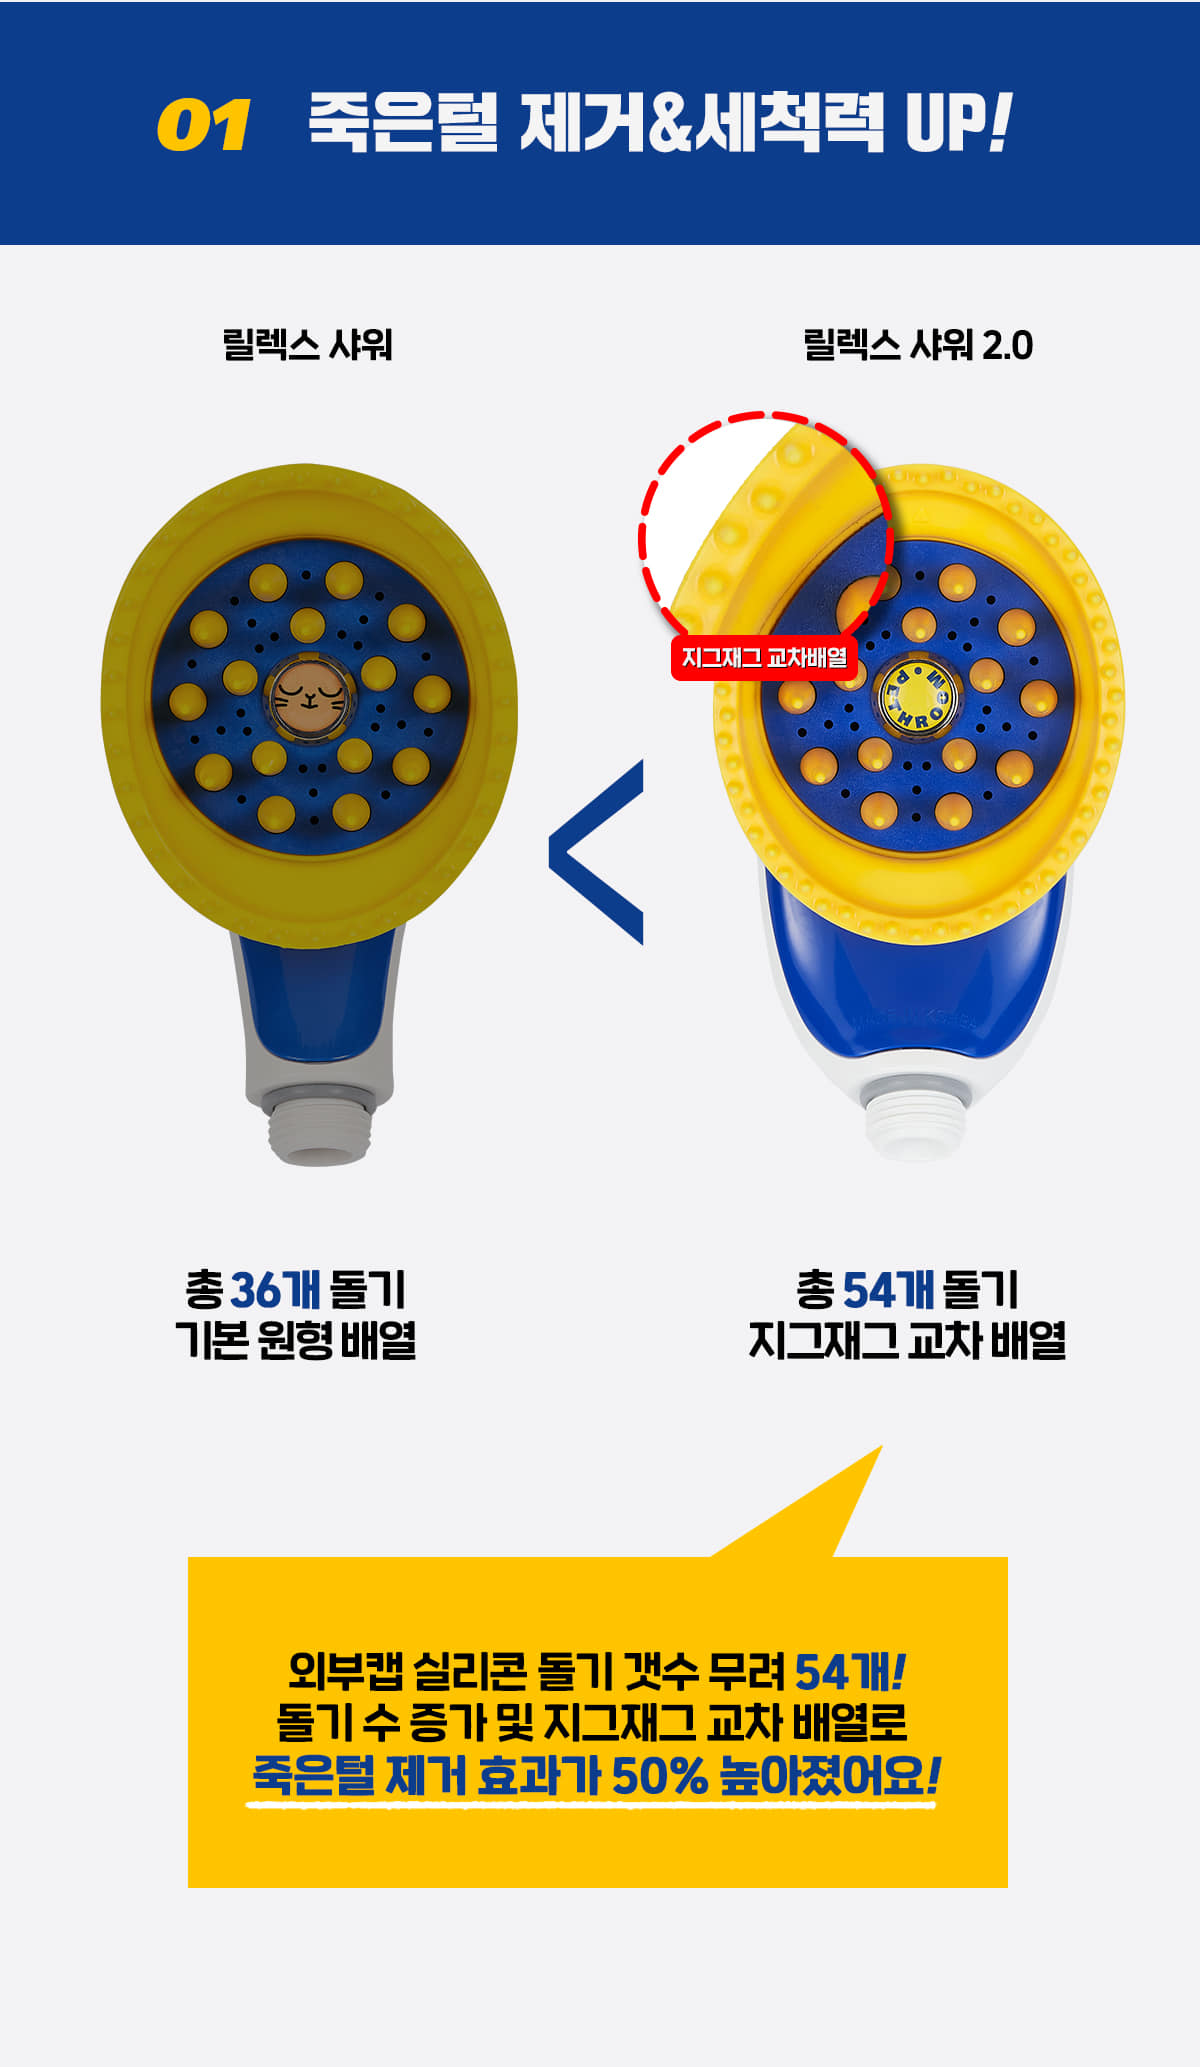 01 죽은털 제거&세척력 UP!
릴렉스 샤워
릴렉스 샤워 2.0
지그재그 교차배열
PETHROOM
총 36개 돌기
기본 원형 배열
총 54개 돌기
지그재그 교차 배열
외부캡 실리콘 돌기 갯수 무려 54개!
돌기 수 증가 및 지그재그 교차 배열로
죽은털 제거 효과가 50% 높아졌어요!